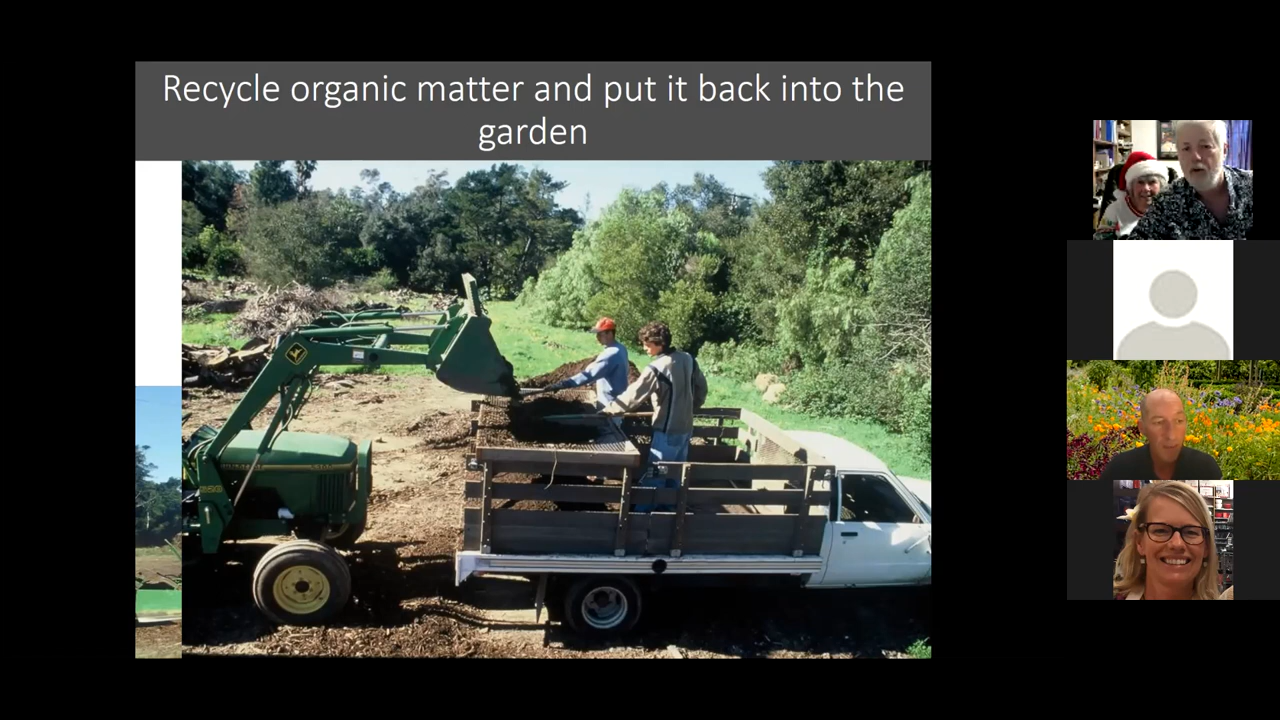 Recycle organic matter and put it back into the
garden